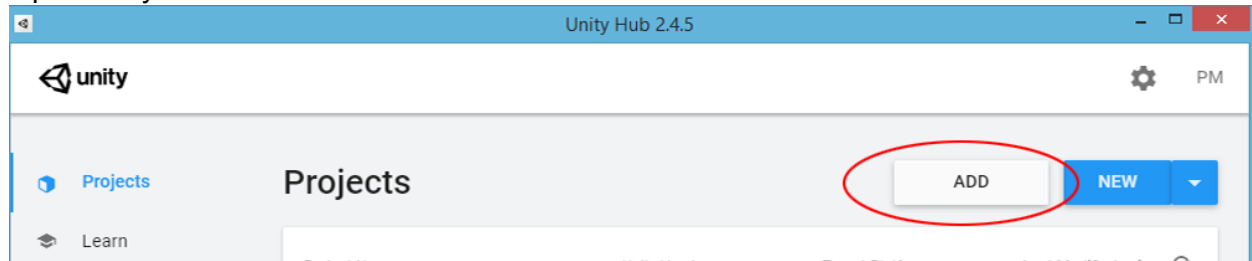 Unity Hub 2.4.5
unity
PM
Projects
Projects
ADD
NEW
Learn